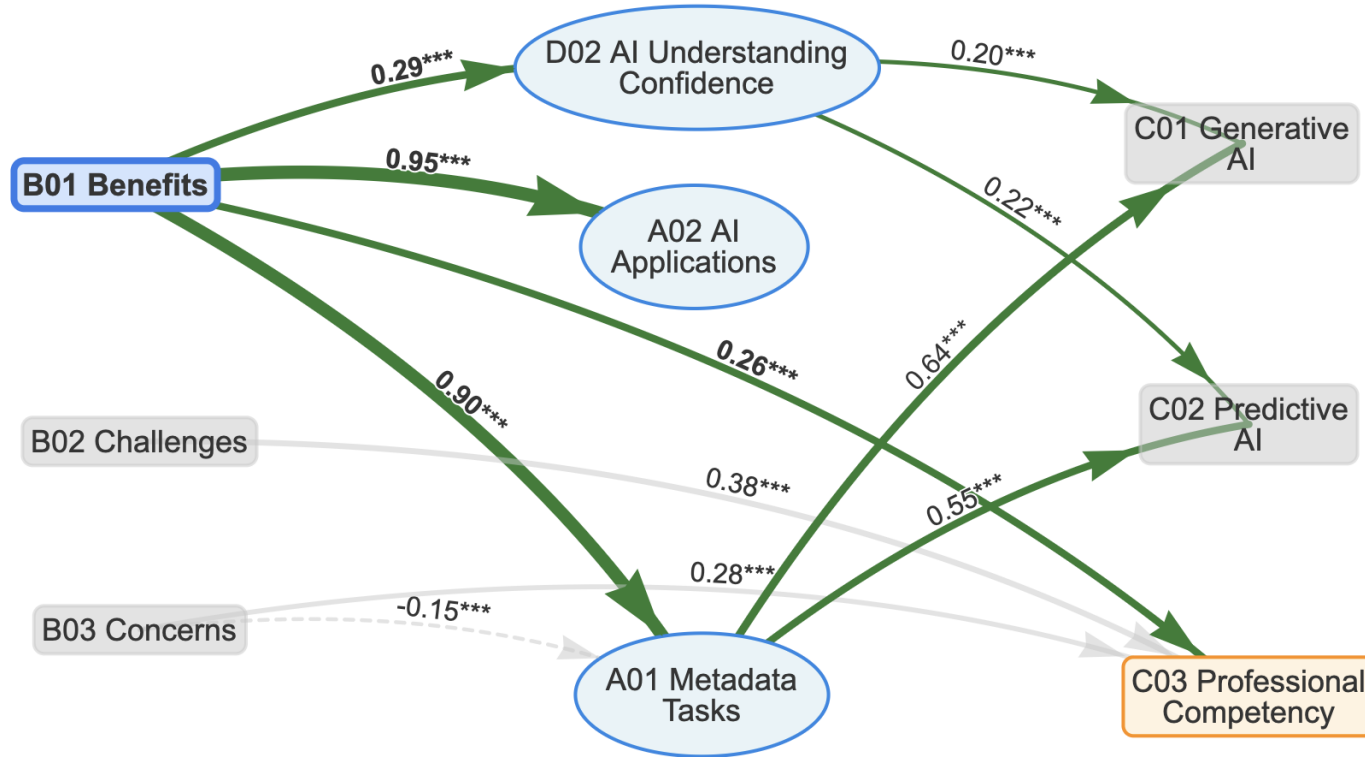 D02 AI Understanding
Confidence
0.20***
0.29***
C01 Generative
AI
0.95***
B01 Benefits
0.22***
A02 AI
Applications
0.64***
0.26***
0.90***
C02 Predictive
AI
B02 Challenges
0.38***
0.55***
0.28***
-0.15***
B03 Concerns
A01 Metadata
Tasks
C03 Professional
Competency